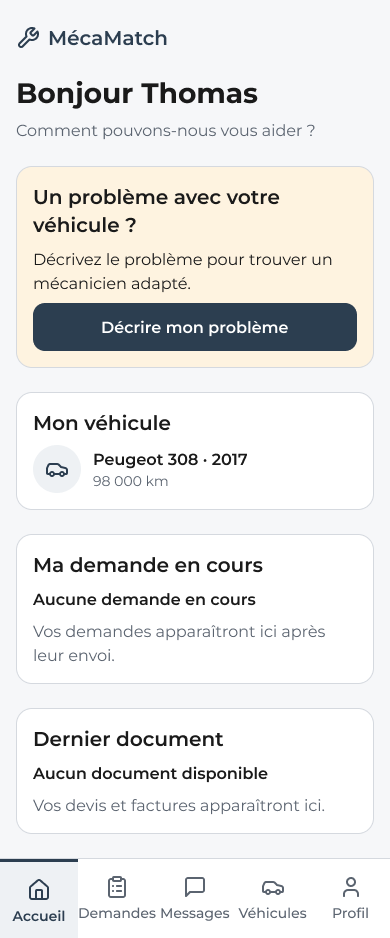 MécaMatch
Bonjour Thomas
Comment pouvons-nous vous aider ?
Un problème avec votre
véhicule ?
Décrivez le problème pour trouver un
mécanicien adapté.
Décrire mon problème
Mon véhicule
Peugeot 308 · 2017
98 000 km
Ma demande en cours
Aucune demande en cours
Vos demandes apparaîtront ici après
leur envoi.
Dernier document
Aucun document disponible
Vos devis et factures apparaîtront ici.
Accueil Demandes Messages Véhicules Profil